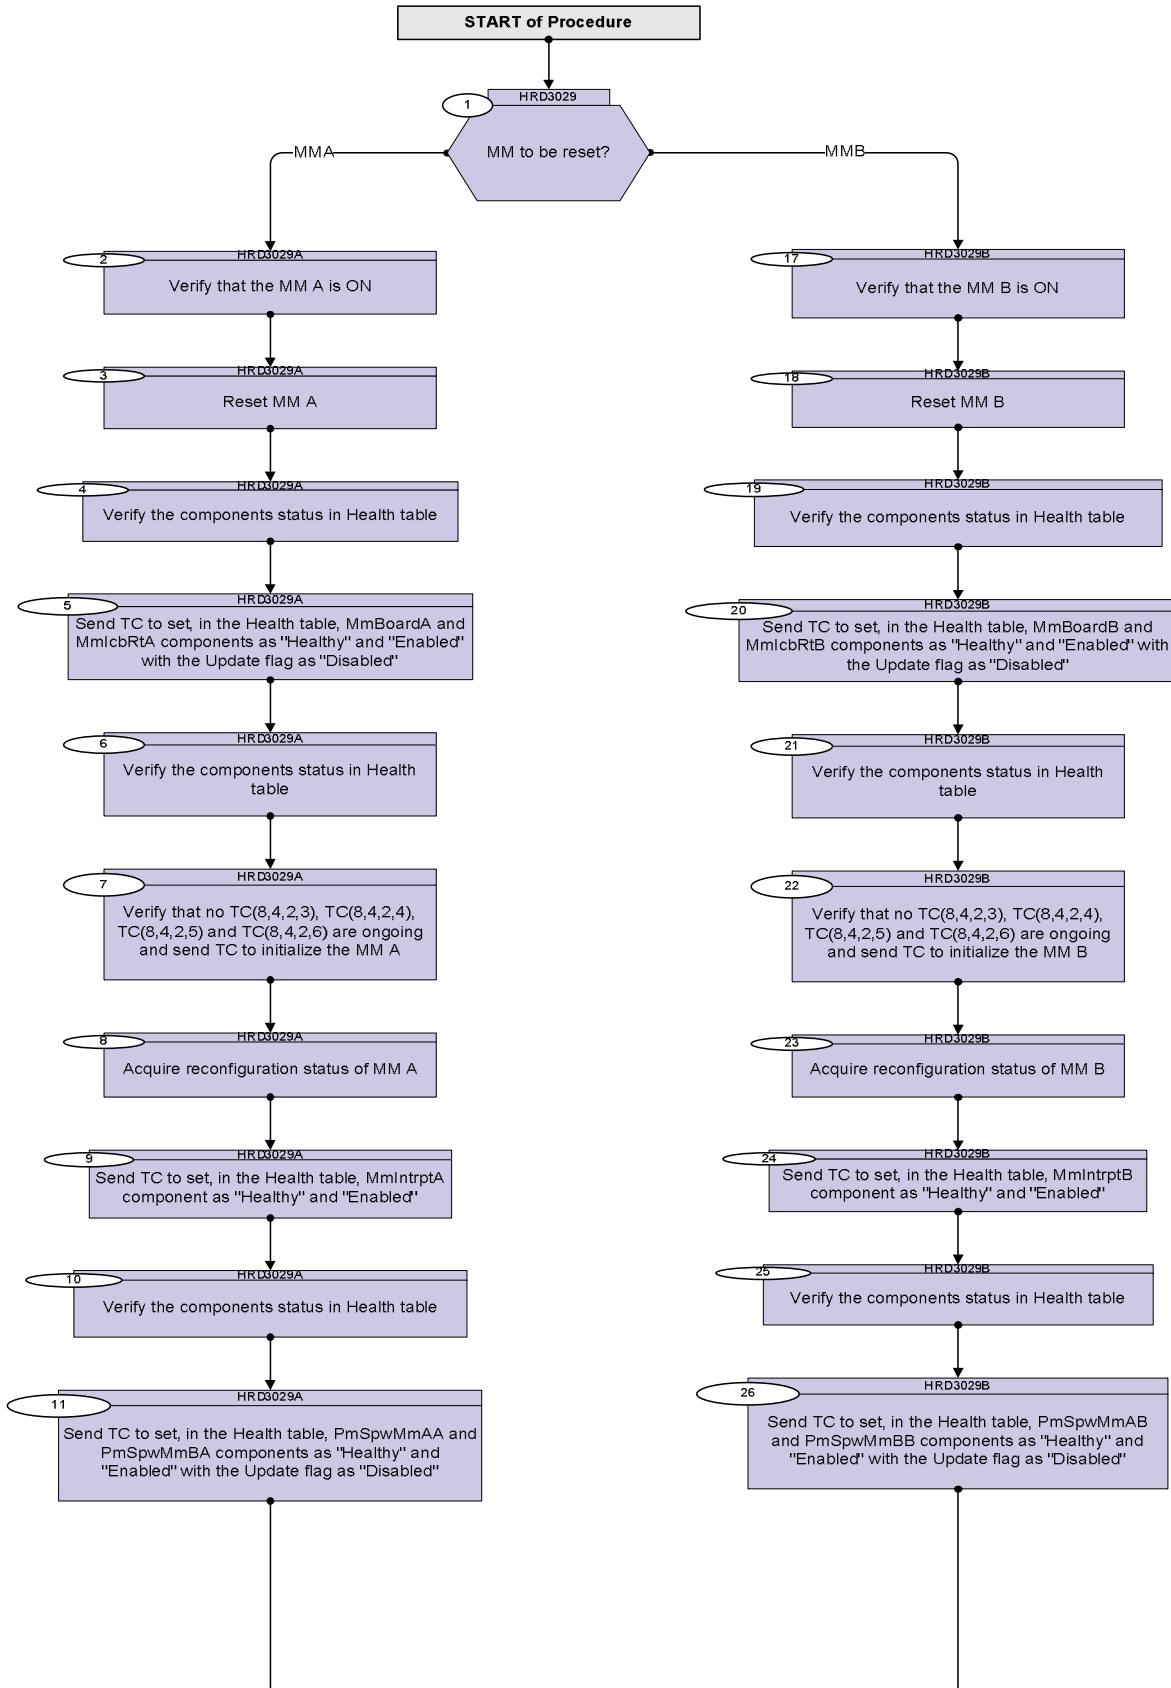 START of Procedure
HRD3029
1
MM to be reset?
MMA
MMB
HRD3029A
2
Verify that the MM A is ON
HRD3029A
3
Reset MM A
HRD3029A
4
Verify the components status in Health table
HRD3029A
5
Send TC to set, in the Health table, MmBoardA and
MmIcbRtA components as "Healthy" and "Enabled"
with the Update flag as "Disabled"
HRD3029A
6
Verify the components status in Health
table
HRD3029A
7
Verify that no TC(8,4,2,3), TC(8,4,2,4),
TC(8,4,2,5) and TC(8,4,2,6) are ongoing
and send TC to initialize the MM A
HRD3029A
8
Acquire reconfiguration status of MM A
HRD3029A
9
Send TC to set, in the Health table, MmIntrptA
component as "Healthy" and "Enabled"
HRD3029A
10
Verify the components status in Health table
HRD3029A
11
Send TC to set, in the Health table, PmSpwMmAA and
PmSpwMmBA components as "Healthy" and
"Enabled" with the Update flag as "Disabled"
HRD3029B
17
Verify that the MM B is ON
HRD3029B
18
Reset MM B
HRD3029B
19
Verify the components status in Health table
HRD3029B
20
Send TC to set, in the Health table, MmBoardB and
MmIcbRtB components as "Healthy" and "Enabled" with
the Update flag as "Disabled"
HRD3029B
21
Verify the components status in Health
table
HRD3029B
22
Verify that no TC(8,4,2,3), TC(8,4,2,4),
TC(8,4,2,5) and TC(8,4,2,6) are ongoing
and send TC to initialize the MM B
HRD3029B
23
Acquire reconfiguration status of MM B
HRD3029B
24
Send TC to set, in the Health table, MmIntrptB
component as "Healthy" and "Enabled"
HRD3029B
25
Verify the components status in Health table
HRD3029B
26
Send TC to set, in the Health table, PmSpwMmAB
and PmSpwMmBB components as "Healthy" and
"Enabled" with the Update flag as "Disabled"